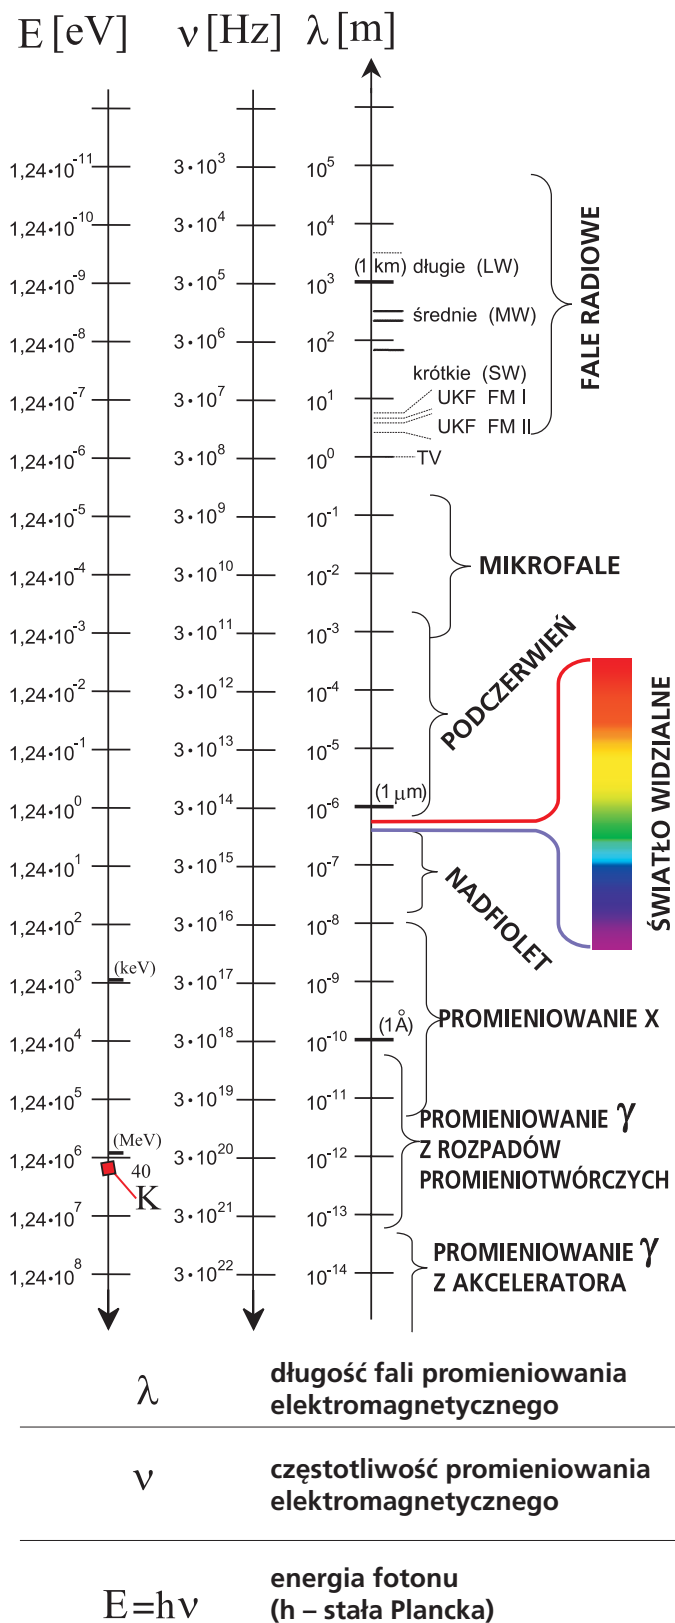 E [eV] ν [Hz] λ [m]
1,24·10⁻¹¹ 3·10³ 10⁵
1,24·10⁻¹⁰ 3·10⁴ 10⁴
(1 km) długie (LW)
1,24·10⁻⁹ 3·10⁵ 10³
średnie (MW)
1,24·10⁻⁸ 3·10⁶ 10²
FALE RADIOWE
krótkie (SW)
1,24·10⁻⁷ 3·10⁷ 10¹
UKF FM I
UKF FM II
1,24·10⁻⁶ 3·10⁸ 10⁰ TV
1,24·10⁻⁵ 3·10⁹ 10⁻¹
MIKROFALE
1,24·10⁻⁴ 3·10¹⁰ 10⁻²
1,24·10⁻³ 3·10¹¹ 10⁻³
PODCZERWIEŃ
1,24·10⁻² 3·10¹² 10⁻⁴
1,24·10⁻¹ 3·10¹³ 10⁻⁵
(1 μm)
1,24·10⁰ 3·10¹⁴ 10⁻⁶
ŚWIATŁO WIDZIALNE
1,24·10¹ 3·10¹⁵ 10⁻⁷
NADFIOLET
1,24·10² 3·10¹⁶ 10⁻⁸
(keV)
1,24·10³ 3·10¹⁷ 10⁻⁹
(1Å) PROMIENIOWANIE X
1,24·10⁴ 3·10¹⁸ 10⁻¹⁰
1,24·10⁵ 3·10¹⁹ 10⁻¹¹
PROMIENIOWANIE γ
Z ROZPADÓW
PROMIENIOTWÓRCZYCH
(MeV)
1,24·10⁶ 3·10²⁰ 10⁻¹²
⁴⁰K
1,24·10⁷ 3·10²¹ 10⁻¹³
PROMIENIOWANIE γ
Z AKCELERATORA
1,24·10⁸ 3·10²² 10⁻¹⁴
λ długość fali promieniowania
elektromagnetycznego
ν częstotliwość promieniowania
elektromagnetycznego
E=hν energia fotonu
(h – stała Plancka)